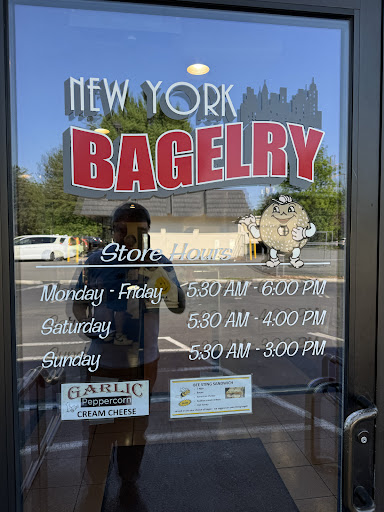 NEW YORK
BAGELRY
Store Hours
Monday - Friday 5:30 AM - 6:00 PM
Saturday 5:30 AM - 4:00 PM
Sunday 5:30 AM - 3:00 PM
GARLIC
Peppercorn
CREAM CHEESE